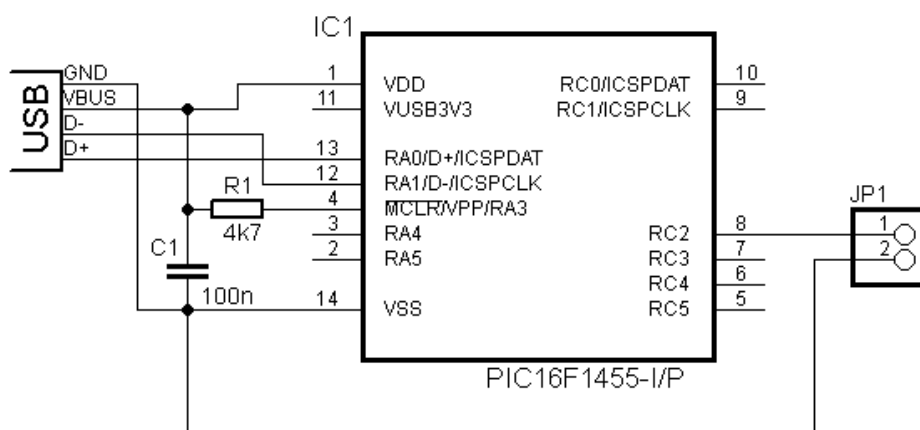 IC1
USB
GND
VBUS
D-
D+
1
11
13
12
4
3
2
14
VDD
VUSB3V3
RA0/D+/ICSPDAT
RA1/D-/ICSPCLK
MCLR/VPP/RA3
RA4
RA5
VSS
R1
4k7
C1
100n
RC0/ICSPDAT
RC1/ICSPCLK
RC2
RC3
RC4
RC5
10
9
8
7
6
5
JP1
1
2
PIC16F1455-I/P